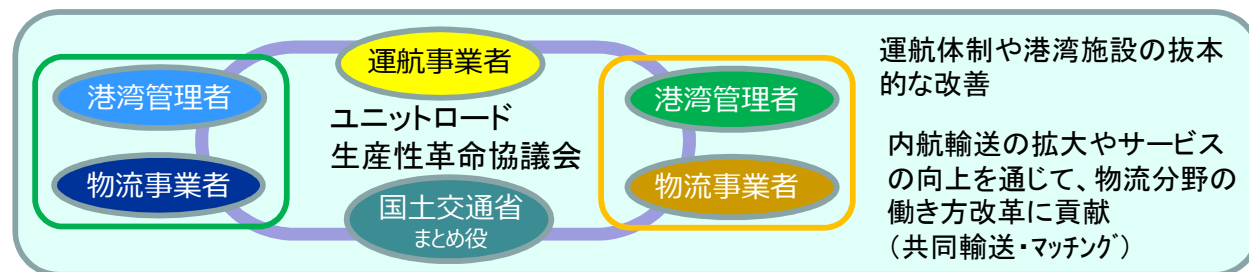 運航事業者
港湾管理者
物流事業者
ユニットロード
生産性革命協議会
国土交通省
まとめ役
港湾管理者
物流事業者
運航体制や港湾施設の抜本
的な改善
内航輸送の拡大やサービス
の向上を通じて、物流分野の
働き方改革に貢献
（共同輸送・マッチング）